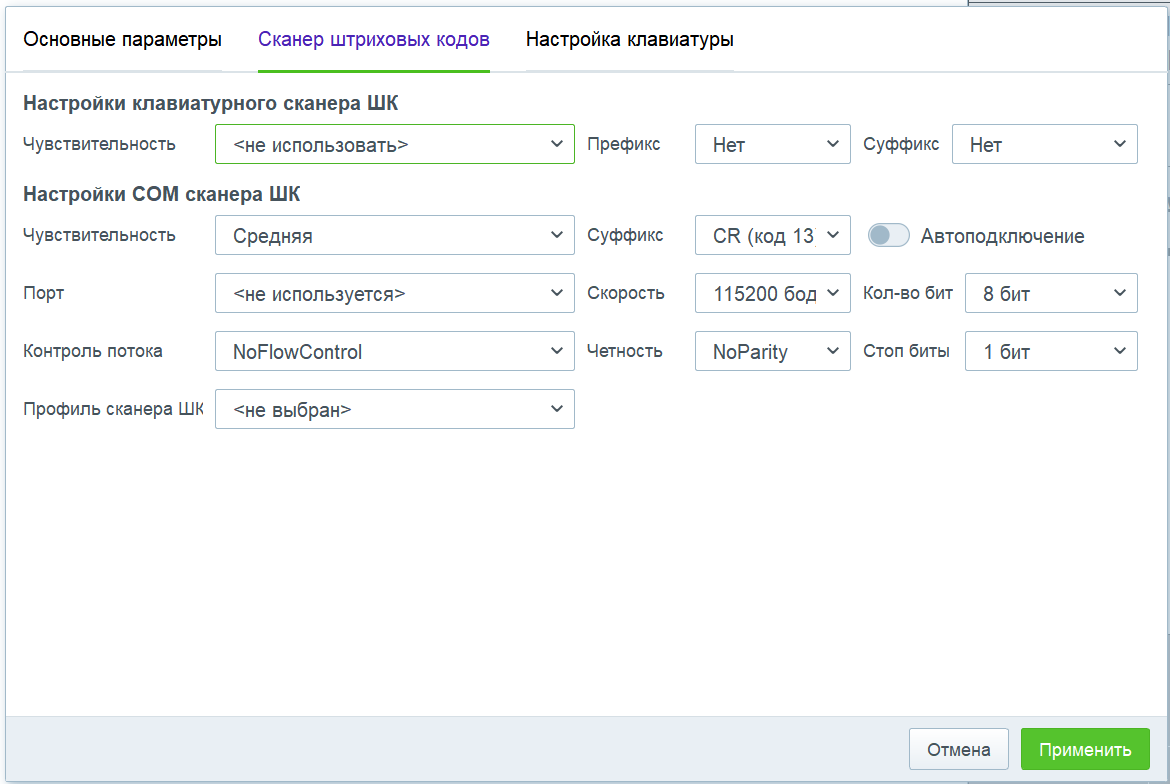 Основные параметры Сканер штриховых кодов Настройка клавиатуры
Настройки клавиатурного сканера ШК
Чувствительность <не использовать> Префикс Нет Суффикс Нет
Настройки COM сканера ШК
Чувствительность Средняя Суффикс CR (код 13) Автоподключение
Порт <не используется> Скорость 115200 бод Кол-во бит 8 бит
Контроль потока NoFlowControl Четность NoParity Стоп биты 1 бит
Профиль сканера ШК <не выбран>
Отмена Применить